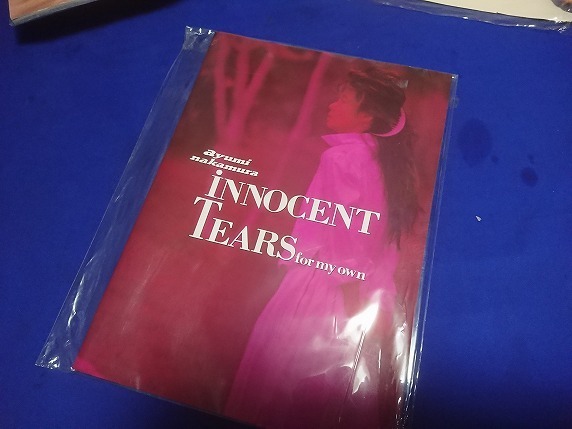 ayumi
nakamura
iNNOCENT
TEARS for my own